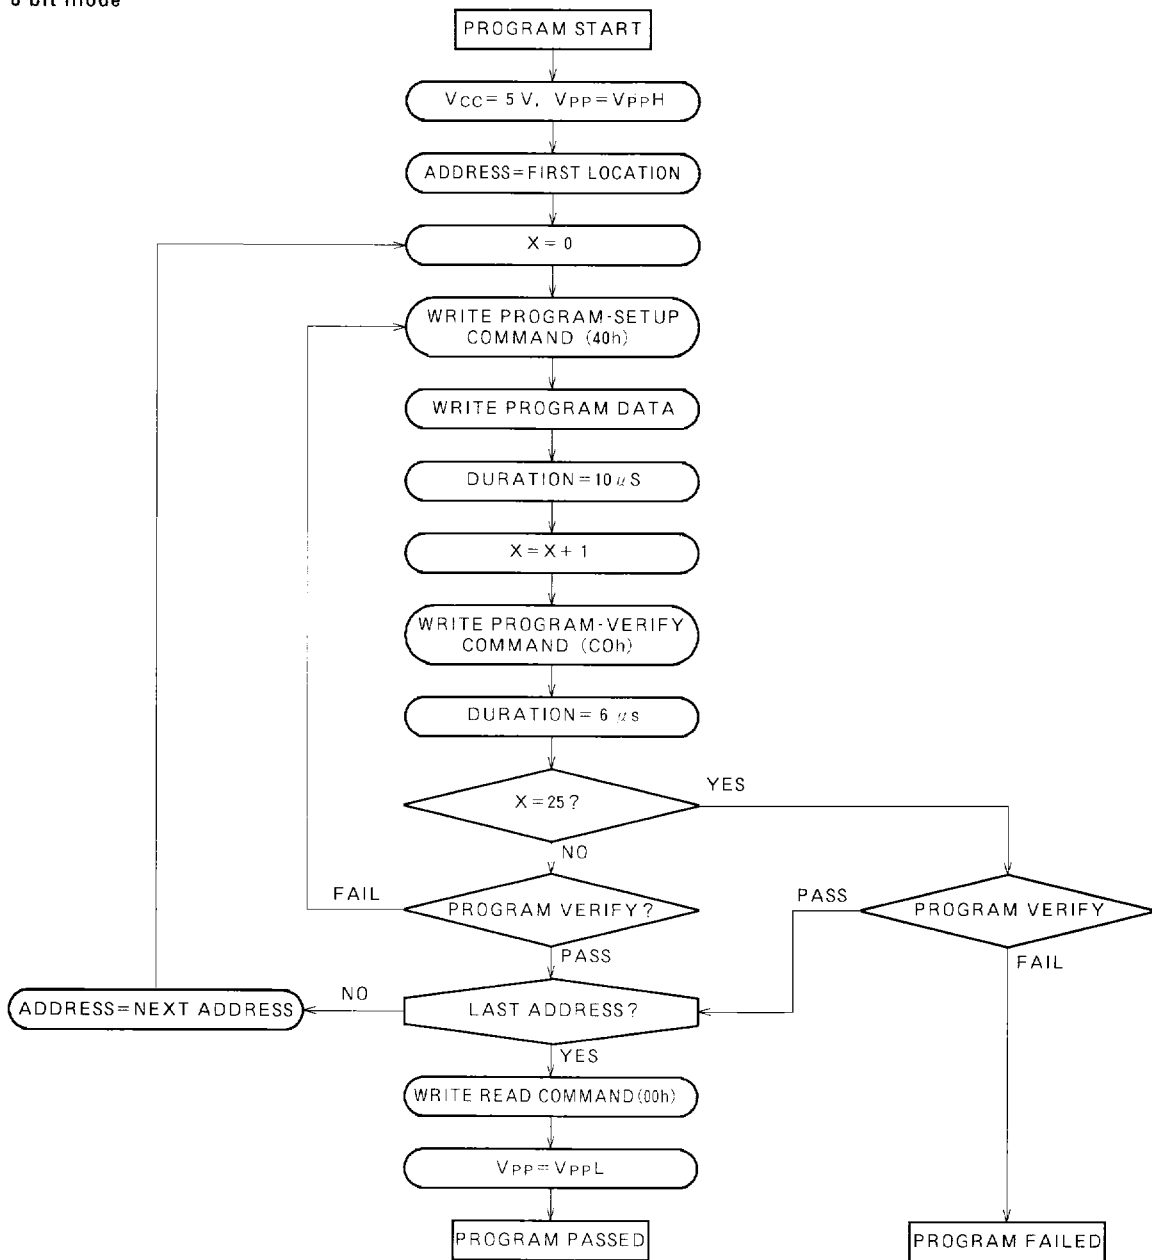 8 bit mode
PROGRAM START
VCC = 5 V, VPP = VPPH
ADDRESS=FIRST LOCATION
X = 0
WRITE PROGRAM-SETUP
COMMAND (40h)
WRITE PROGRAM DATA
DURATION = 10 μS
X = X + 1
WRITE PROGRAM-VERIFY
COMMAND (C0h)
DURATION = 6 μs
X = 25 ?
YES
NO
FAIL
PROGRAM VERIFY ?
PASS
PROGRAM VERIFY
PASS
FAIL
ADDRESS=NEXT ADDRESS
NO
LAST ADDRESS?
YES
WRITE READ COMMAND(00h)
VPP = VPPL
PROGRAM PASSED
PROGRAM FAILED